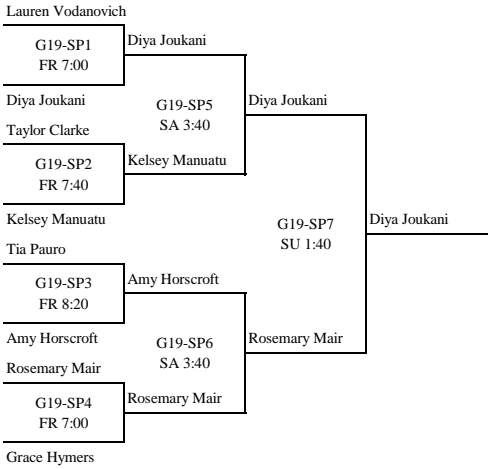 Lauren Vodanovich
G19-SP1
FR 7:00
Diya Joukani
Diya Joukani
G19-SP5
SA 3:40
Diya Joukani
Taylor Clarke
G19-SP2
FR 7:40
Kelsey Manuatu
Kelsey Manuatu
G19-SP7
SU 1:40
Diya Joukani
Tia Pauro
G19-SP3
FR 8:20
Amy Horscroft
Amy Horscroft
G19-SP6
SA 3:40
Rosemary Mair
Rosemary Mair
G19-SP4
FR 7:00
Rosemary Mair
Grace Hymers